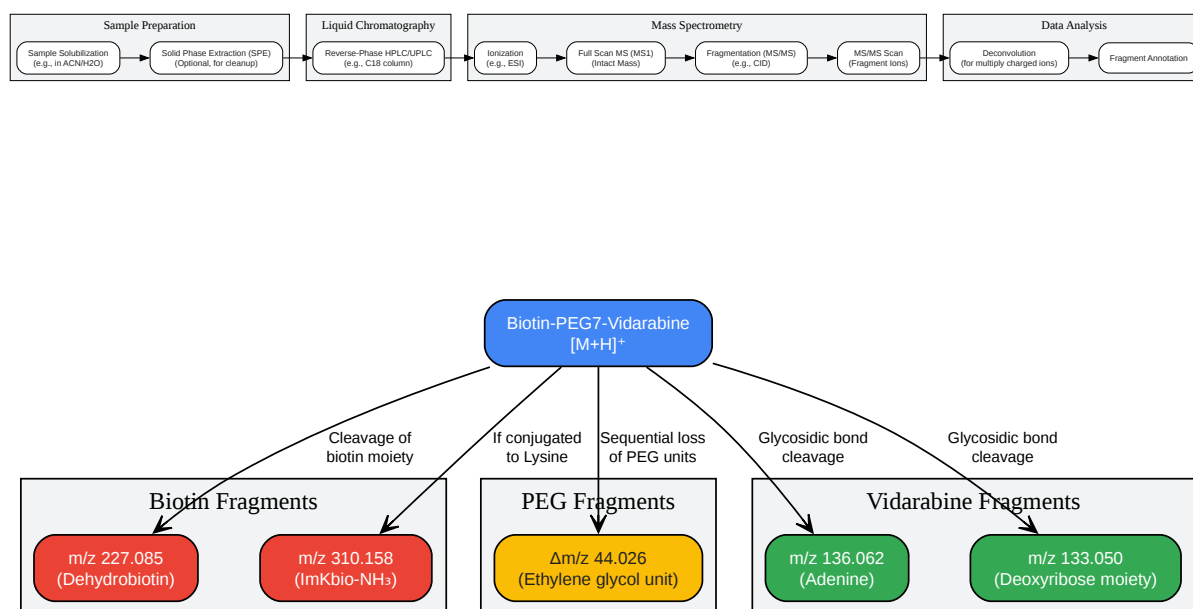 Sample Preparation
Sample Solubilization
(e.g., in ACN/H2O)
Solid Phase Extraction (SPE)
(Optional, for cleanup)
Liquid Chromatography
Reverse-Phase HPLC/UPLC
(e.g., C18 column)
Mass Spectrometry
Ionization
(e.g., ESI)
Full Scan MS (MS1)
(Intact Mass)
Fragmentation (MS/MS)
(e.g., CID)
MS/MS Scan
(Fragment Ions)
Data Analysis
Deconvolution
(for multiply charged ions)
Fragment Annotation
Biotin-PEG7-Vidarabine
[M+H]⁺
Cleavage of
biotin moiety
If conjugated
to Lysine
Sequential loss
of PEG units
Glycosidic bond
cleavage
Glycosidic bond
cleavage
Biotin Fragments
m/z 227.085
(Dehydrobiotin)
m/z 310.158
(ImKbio-NH₃)
PEG Fragments
Δm/z 44.026
(Ethylene glycol unit)
Vidarabine Fragments
m/z 136.062
(Adenine)
m/z 133.050
(Deoxyribose moiety)